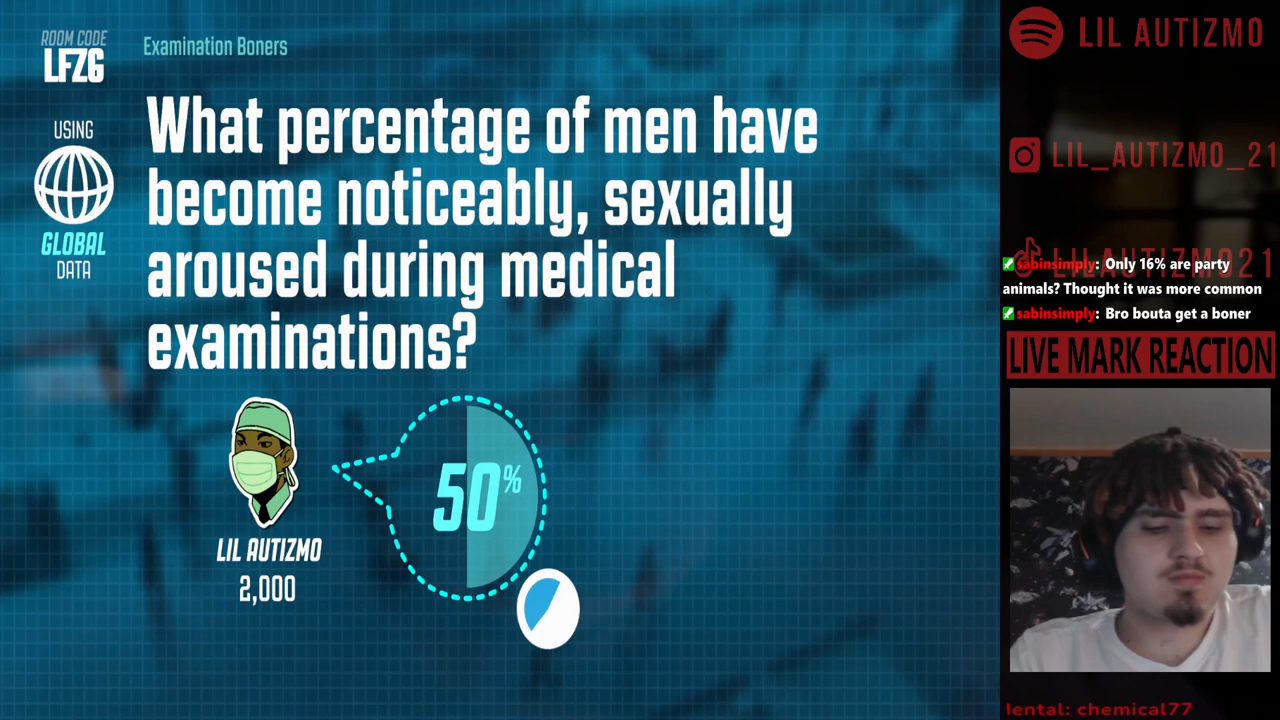 ROOM CODE
LFZG
USING
GLOBAL
DATA
Examination Boners
What percentage of men have
become noticeably, sexually
aroused during medical
examinations?
50%
LIL AUTIZMO
2,000
LIL AUTIZMO
LIL_AUTIZMO_21
LILAUTIZMO21
sabinsimply: Only 16% are party
animals? Thought it was more common
sabinsimply: Bro bouta get a boner
LIVE MARK REACTION
lental: chemical77